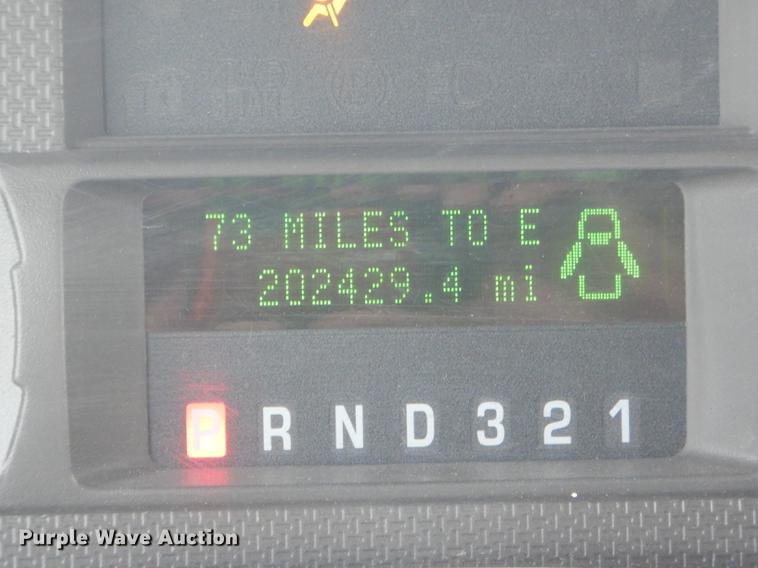 73 MILES TO E
202429.4 mi
P R N D 3 2 1
Purple Wave Auction